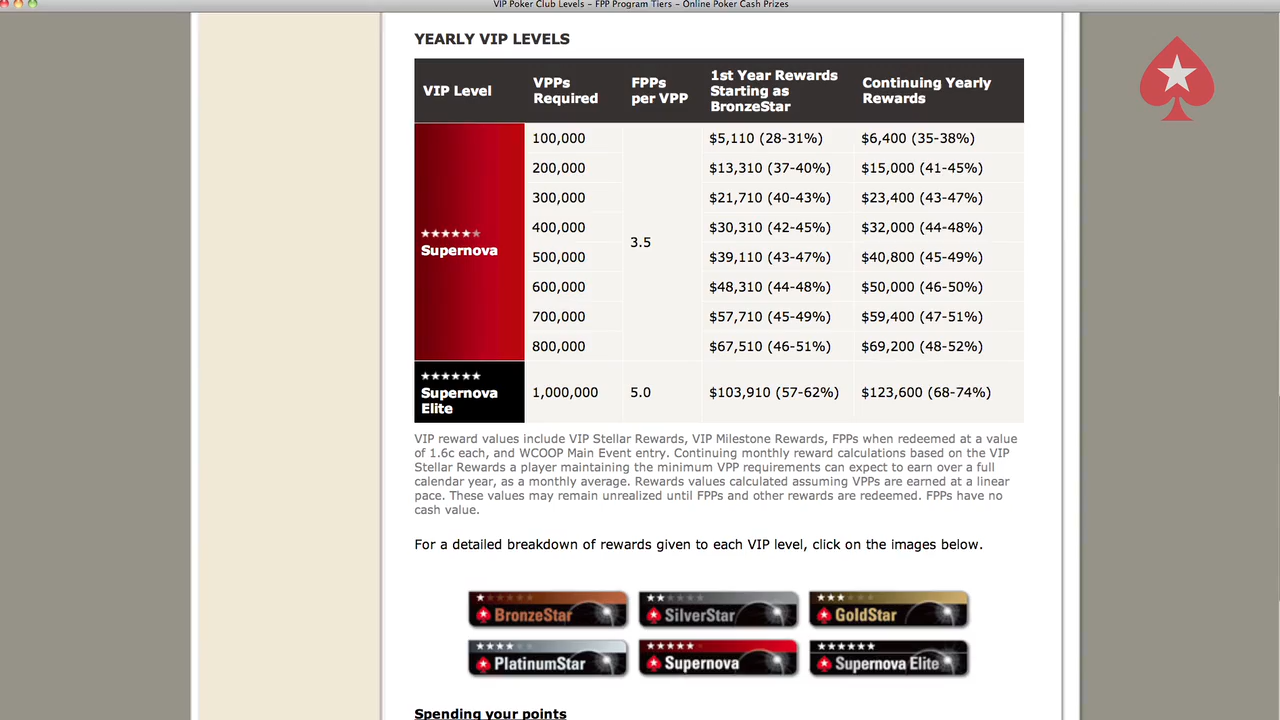 VIP Poker Club Levels – FPP Program Tiers – Online Poker Cash Prizes
YEARLY VIP LEVELS
VIP Level
VPPs Required
FPPs per VPP
1st Year Rewards Starting as BronzeStar
Continuing Yearly Rewards
Supernova
3.5
100,000 $5,110 (28-31%) $6,400 (35-38%)
200,000 $13,310 (37-40%) $15,000 (41-45%)
300,000 $21,710 (40-43%) $23,400 (43-47%)
400,000 $30,310 (42-45%) $32,000 (44-48%)
500,000 $39,110 (43-47%) $40,800 (45-49%)
600,000 $48,310 (44-48%) $50,000 (46-50%)
700,000 $57,710 (45-49%) $59,400 (47-51%)
800,000 $67,510 (46-51%) $69,200 (48-52%)
Supernova Elite
1,000,000 5.0 $103,910 (57-62%) $123,600 (68-74%)
VIP reward values include VIP Stellar Rewards, VIP Milestone Rewards, FPPs when redeemed at a value
of 1.6c each, and WCOOP Main Event entry. Continuing monthly reward calculations based on the VIP
Stellar Rewards a player maintaining the minimum VPP requirements can expect to earn over a full
calendar year, as a monthly average. Rewards values calculated assuming VPPs are earned at a linear
pace. These values may remain unrealized until FPPs and other rewards are redeemed. FPPs have no
cash value.
For a detailed breakdown of rewards given to each VIP level, click on the images below.
BronzeStar SilverStar GoldStar
PlatinumStar Supernova Supernova Elite
Spending your points